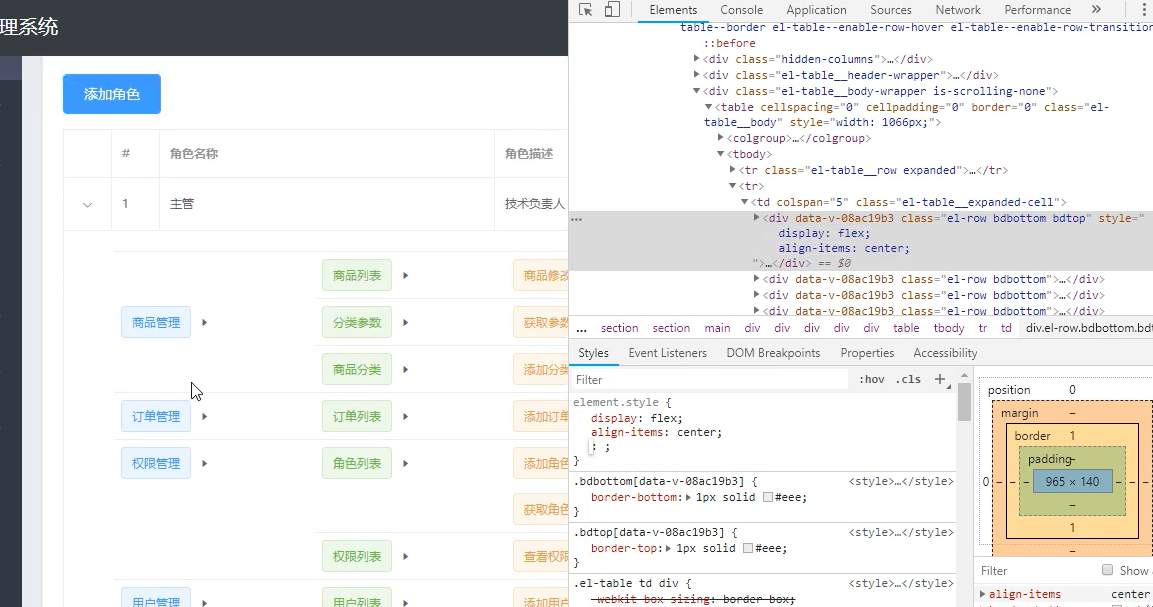 理系统
添加角色
# 角色名称 角色描述
1 主管 技术负责人
商品管理 商品列表 商品修改
分类参数 获取参数
商品分类 添加分类
订单管理 订单列表 添加订单
权限管理 角色列表 添加角色
获取角色
权限列表 查看权限
用户管理 用户列表 添加用户
Elements Console Application Sources Network Performance »
table--border el-table--enable-row-hover el-table--enable-row-transition
::before
<div class="hidden-columns">…</div>
<div class="el-table__header-wrapper">…</div>
<div class="el-table__body-wrapper is-scrolling-none">
<table cellspacing="0" cellpadding="0" border="0" class="el-
table__body" style="width: 1066px;">
<colgroup>…</colgroup>
<tbody>
<tr class="el-table__row expanded">…</tr>
<tr>
<td colspan="5" class="el-table__expanded-cell">
<div data-v-08ac19b3 class="el-row bdbottom bdtop" style="
display: flex;
align-items: center;
">…</div> == $0
<div data-v-08ac19b3 class="el-row bdbottom">…</div>
<div data-v-08ac19b3 class="el-row bdbottom">…</div>
<div data-v-08ac19b3 class="el-row bdbottom">…</div>
... section section main div div div div div table tbody tr td div.el-row.bdbottom.bdt
Styles Event Listeners DOM Breakpoints Properties Accessibility
Filter :hov .cls +
element.style {
display: flex;
align-items: center;
: ;
}
.bdbottom[data-v-08ac19b3] { <style>…</style>
border-bottom: 1px solid #eee;
}
.bdtop[data-v-08ac19b3] { <style>…</style>
border-top: 1px solid #eee;
}
.el-table td div { <style>…</style>
-webkit-box-sizing: border-box;
position 0
margin –
border 1
padding –
0 – – – 965 × 140 – – –
–
1
–
Filter Show
align-items center